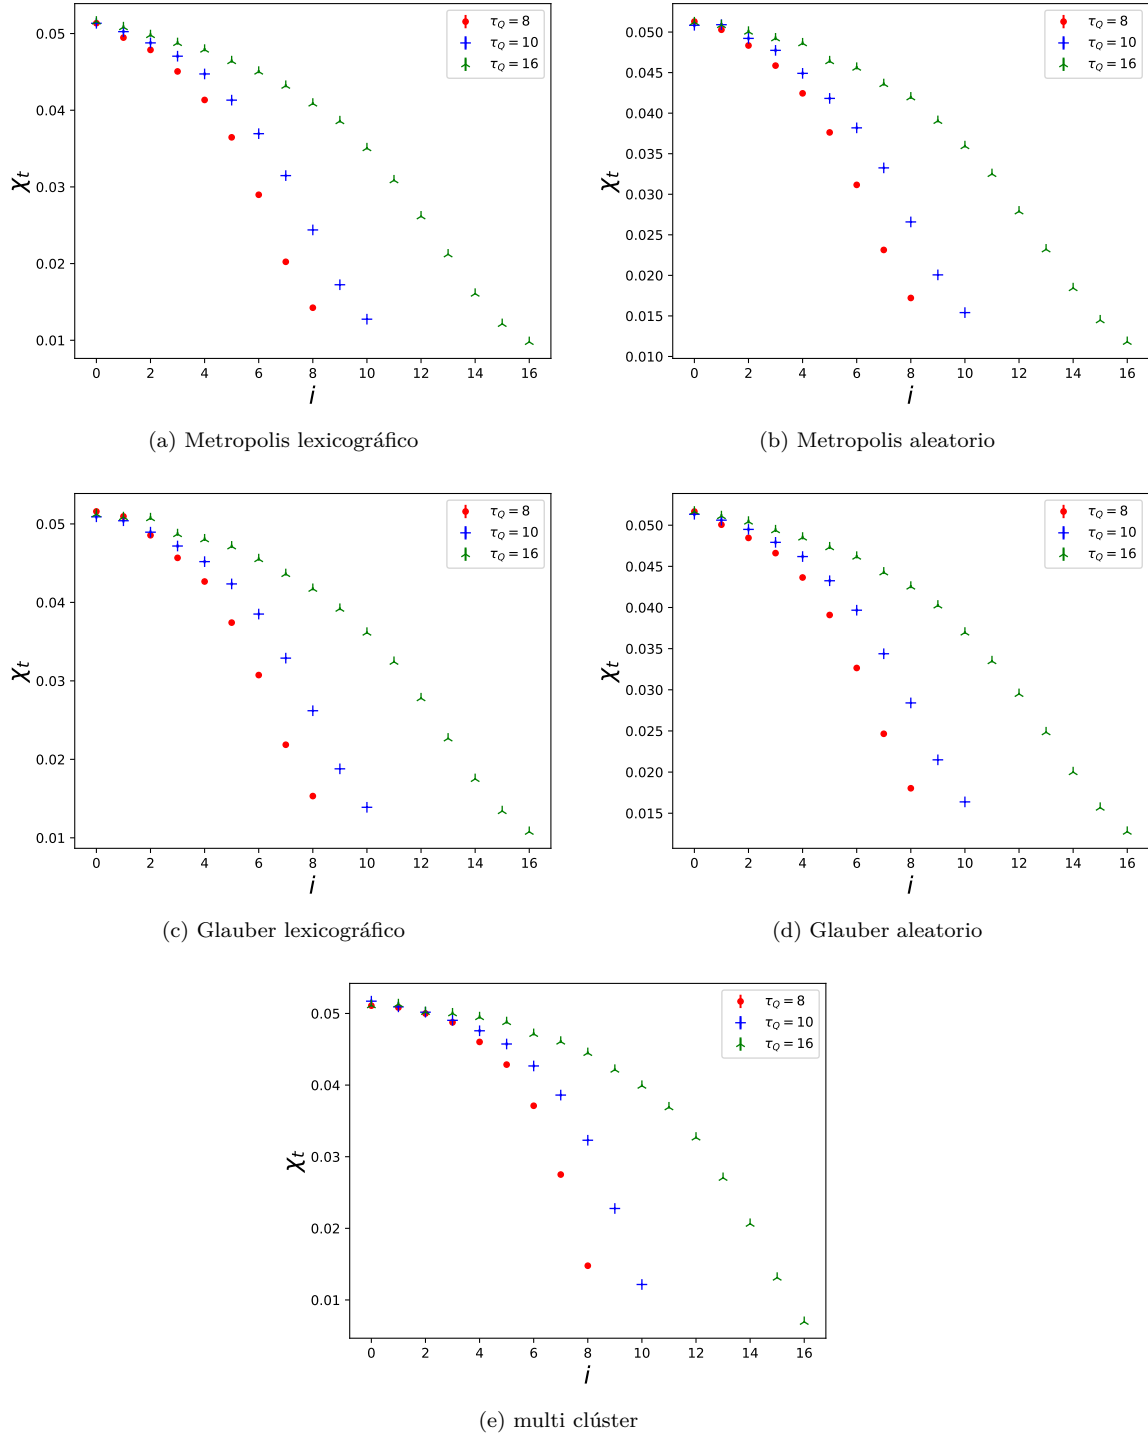 0.05
0.04
0.03
0.02
0.01
χt
0 2 4 6 8 10 12 14 16
i
τQ = 8
τQ = 10
τQ = 16
(a) Metropolis lexicográfico
0.050
0.045
0.040
0.035
0.030
0.025
0.020
0.015
0.010
χt
0 2 4 6 8 10 12 14 16
i
τQ = 8
τQ = 10
τQ = 16
(b) Metropolis aleatorio
0.05
0.04
0.03
0.02
0.01
χt
0 2 4 6 8 10 12 14 16
i
τQ = 8
τQ = 10
τQ = 16
(c) Glauber lexicográfico
0.050
0.045
0.040
0.035
0.030
0.025
0.020
0.015
χt
0 2 4 6 8 10 12 14 16
i
τQ = 8
τQ = 10
τQ = 16
(d) Glauber aleatorio
0.05
0.04
0.03
0.02
0.01
χt
0 2 4 6 8 10 12 14 16
i
τQ = 8
τQ = 10
τQ = 16
(e) multi clúster